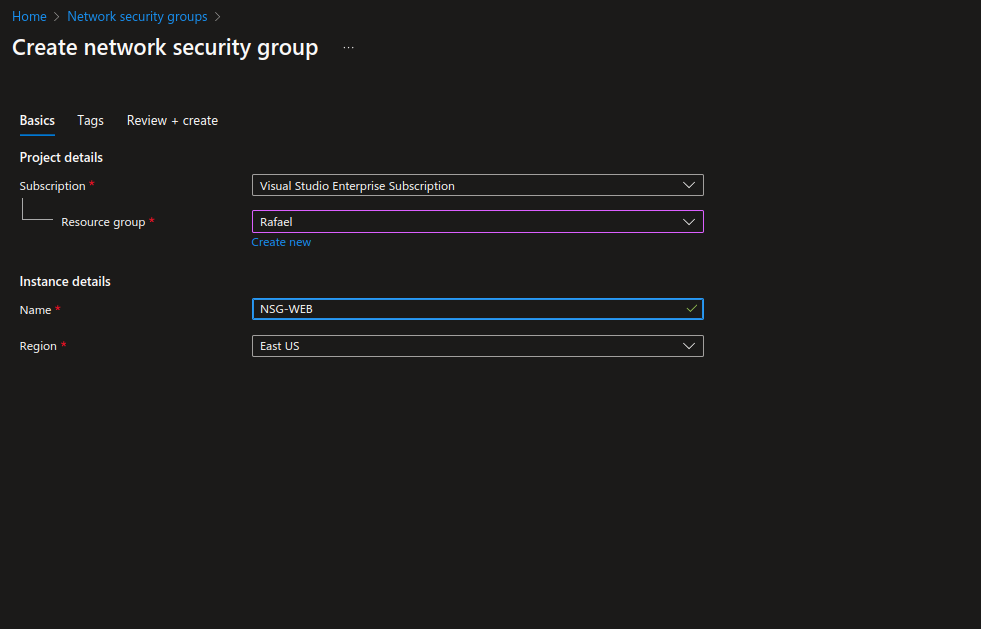 Home > Network security groups >
Create network security group ...
Basics Tags Review + create
Project details
Subscription * Visual Studio Enterprise Subscription
Resource group * Rafael
Create new
Instance details
Name * NSG-WEB
Region * East US